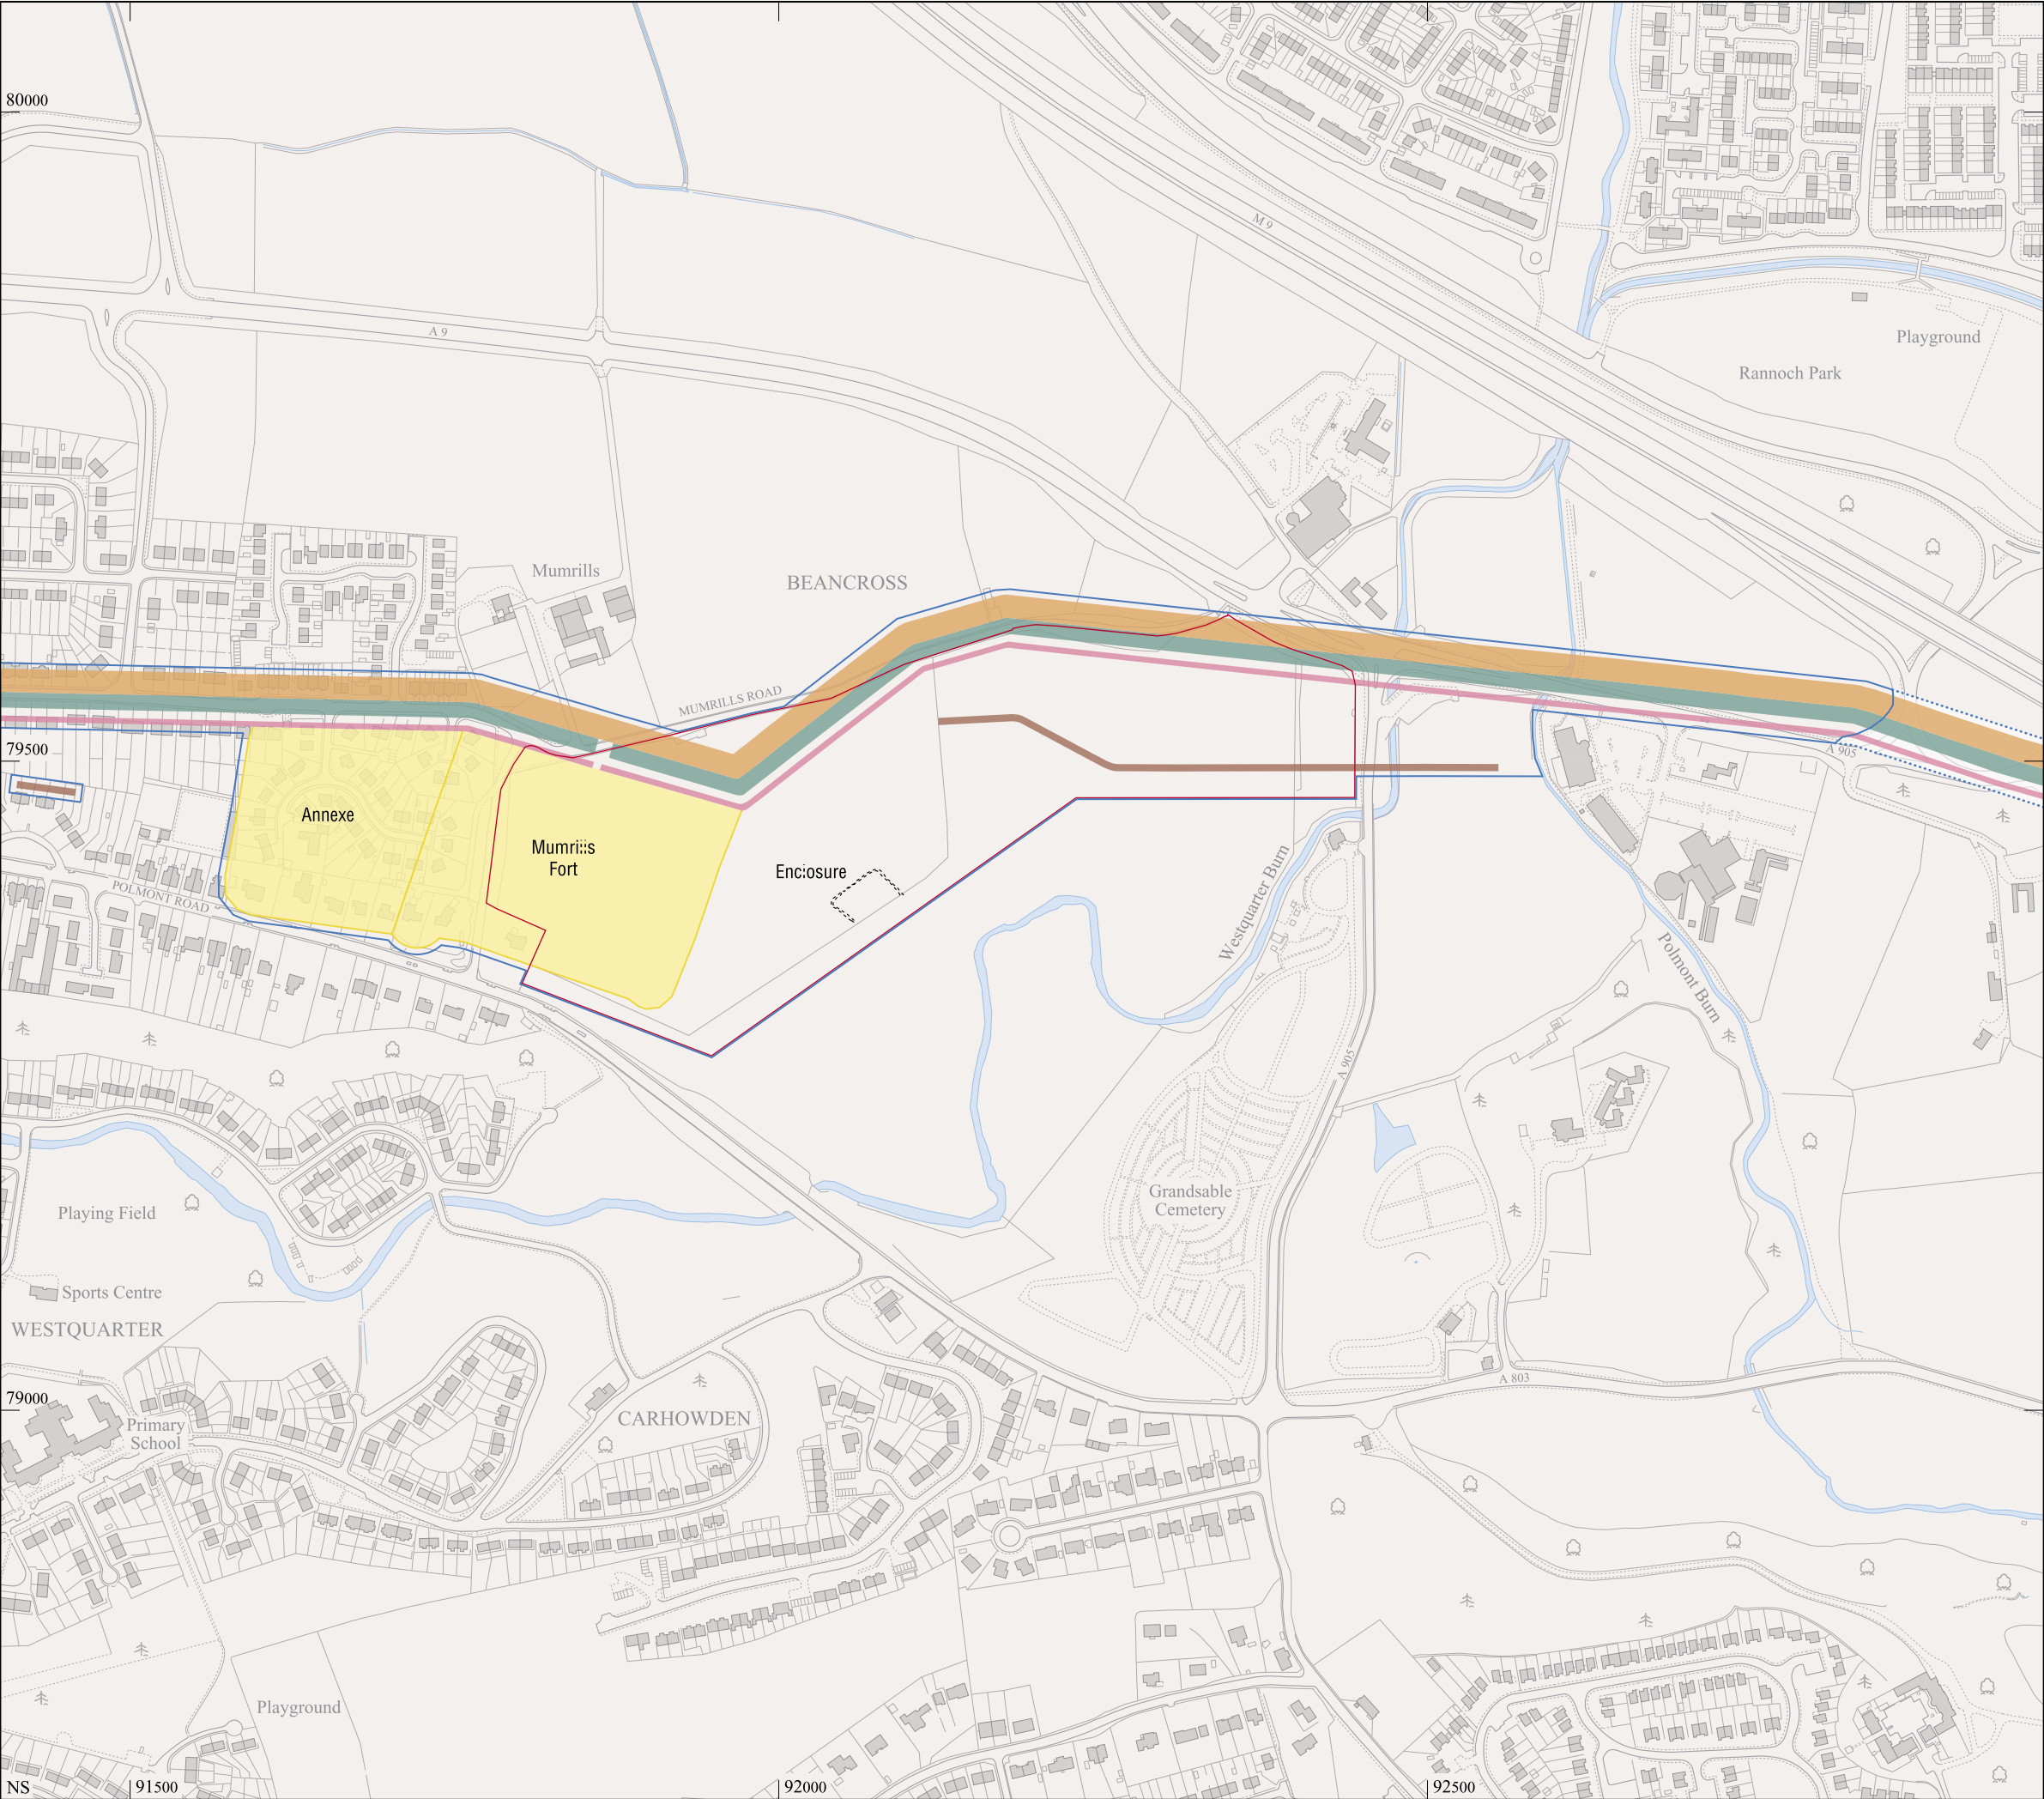 80000
M 9
A 9
Playground
Rannoch Park
Mumrills
BEANCROSS
MUMRILLS ROAD
79500
A 905
Annexe
Mumrills
Fort
Enclosure
POLMONT ROAD
Westquarter Burn
Polmont Burn
A 905
Grandsable
Cemetery
Playing Field
Sports Centre
WESTQUARTER
A 803
79000
Primary
School
CARHOWDEN
Playground
NS
91500
92000
92500